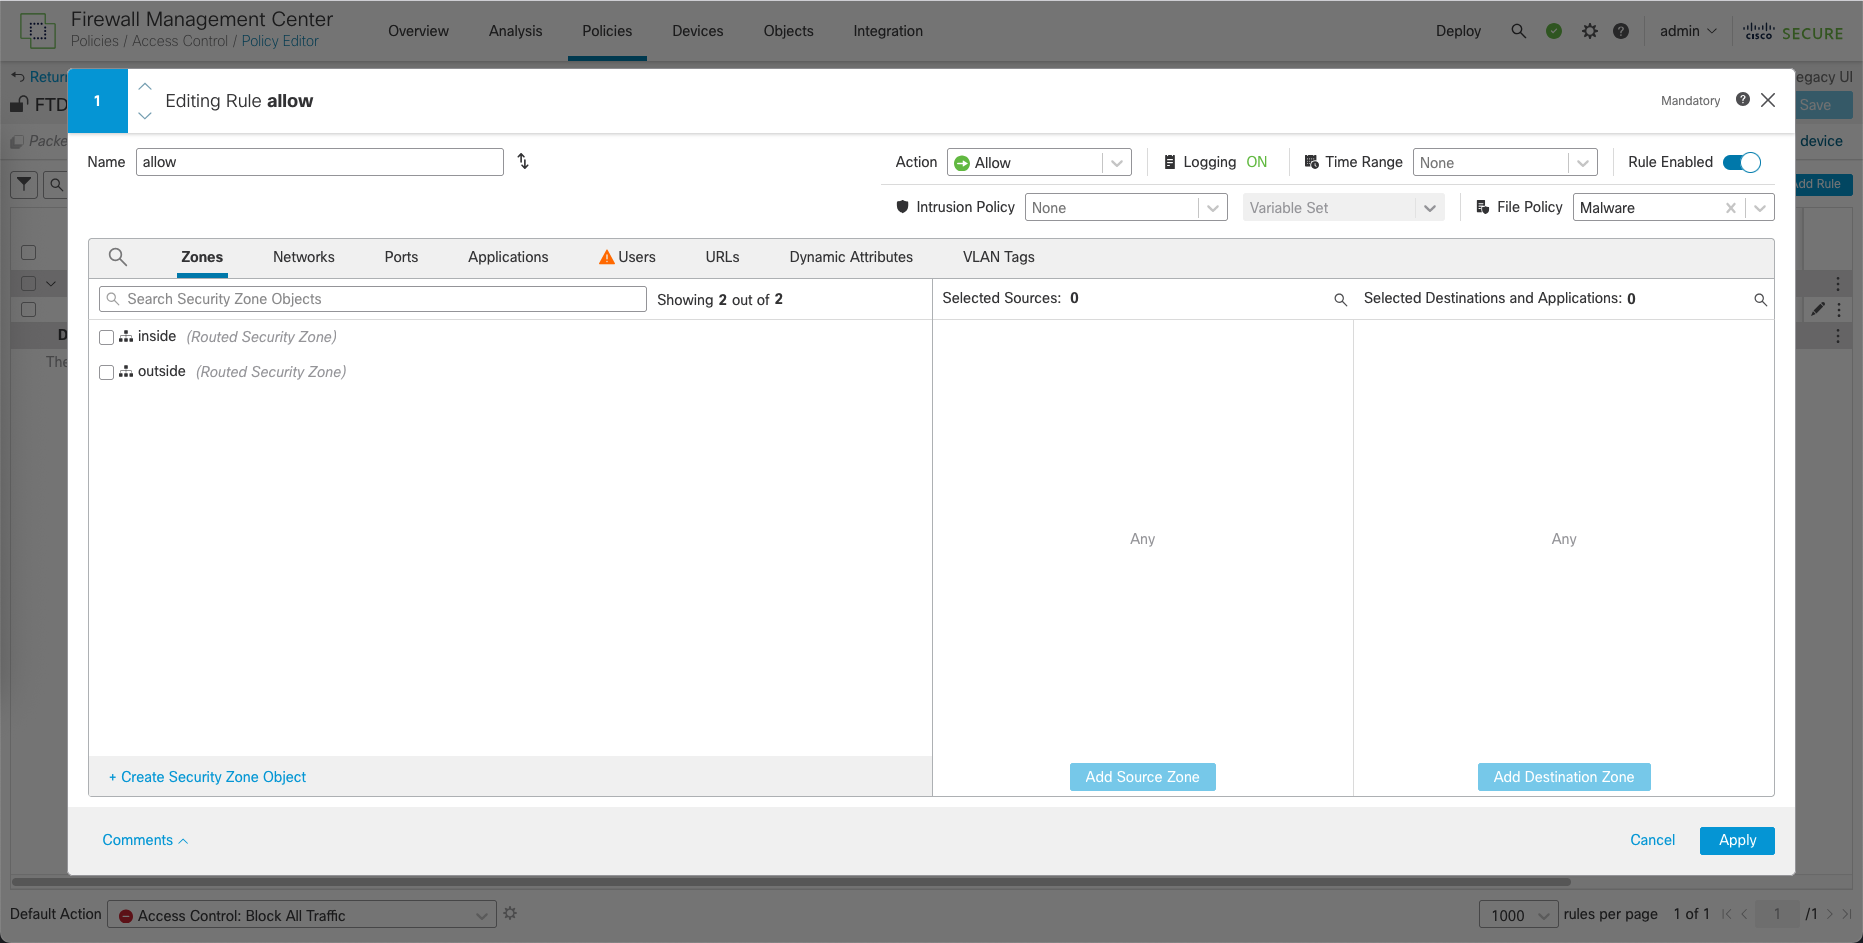 Firewall Management Center
Policies / Access Control / Policy Editor
Overview
Analysis
Policies
Devices
Objects
Integration
Deploy
admin
cisco SECURE
Return
egacy UI
FTD
Save
Packe
device
dd Rule
1
Editing Rule allow
Mandatory
Name
allow
Action
Allow
Logging ON
Time Range
None
Rule Enabled
Intrusion Policy
None
Variable Set
File Policy
Malware
Zones
Networks
Ports
Applications
Users
URLs
Dynamic Attributes
VLAN Tags
Search Security Zone Objects
Showing 2 out of 2
Selected Sources: 0
Selected Destinations and Applications: 0
inside (Routed Security Zone)
outside (Routed Security Zone)
D
The
Any
Any
+ Create Security Zone Object
Add Source Zone
Add Destination Zone
Comments
Cancel
Apply
Default Action
Access Control: Block All Traffic
1000
rules per page
1 of 1
1
/1